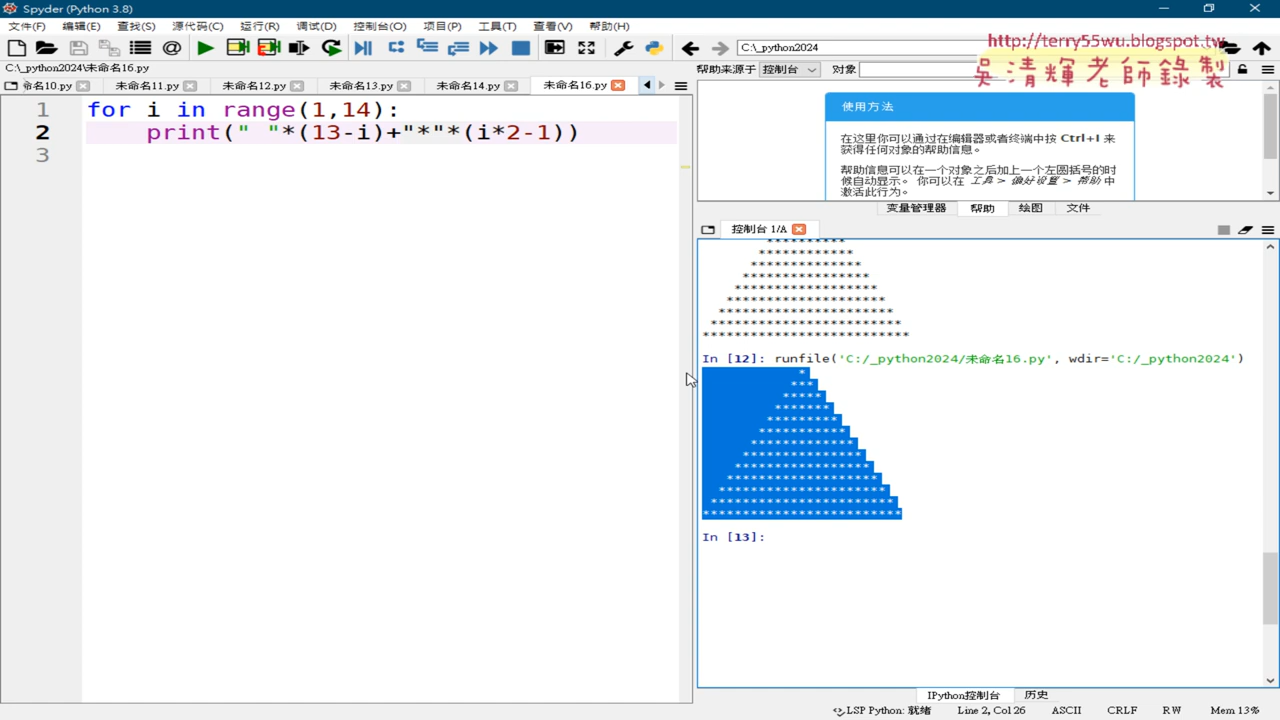 Spyder (Python 3.8)
文件(F) 编辑(E) 查找(S) 源代码(C) 运行(R) 调试(D) 控制台(O) 项目(P) 工具(T) 查看(V) 帮助(H)
C:\_python2024
http://terry55wu.blogspot.tw
吳清輝老師錄製
C:\_python2024\未命名16.py
帮助来源于 控制台 对象
命名10.py 未命名11.py 未命名12.py 未命名13.py 未命名14.py 未命名16.py
1 for i in range(1,14):
2 print(" "*(13-i)+"*"*(i*2-1))
3
使用方法
在这里你可以通过在编辑器或者终端中按 Ctrl+I 来
获得任何对象的帮助信息。
帮助信息可以在一个对象之后加上一个左圆括号的时
候自动显示。 你可以在 工具 > 偏好设置 > 帮助 中
激活此行为。
变量管理器 帮助 绘图 文件
控制台 1/A
***********
*************
***************
*****************
*******************
*********************
***********************
*************************
***************************
In [12]: runfile('C:/_python2024/未命名16.py', wdir='C:/_python2024')
*
***
*****
*******
*********
***********
*************
***************
*****************
*******************
*********************
***********************
*************************
In [13]:
IPython控制台 历史
LSP Python: 就绪 Line 2, Col 26 ASCII CRLF RW Mem 13%